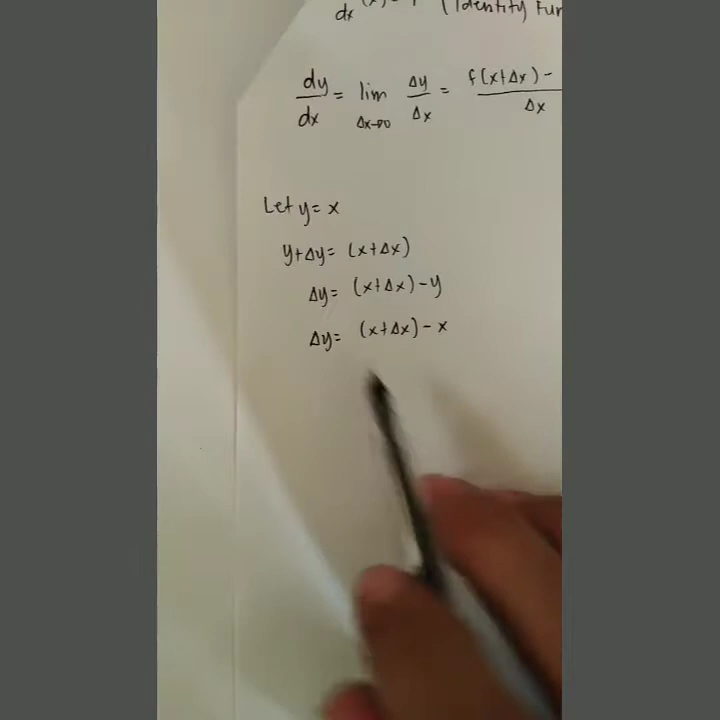 d/dx (x) = 1 (Identity Fun
dy/dx = lim Δx→0 Δy/Δx = f(x+Δx) - / Δx
Let y = x
y+Δy = (x+Δx)
Δy = (x+Δx) - y
Δy = (x+Δx) - x